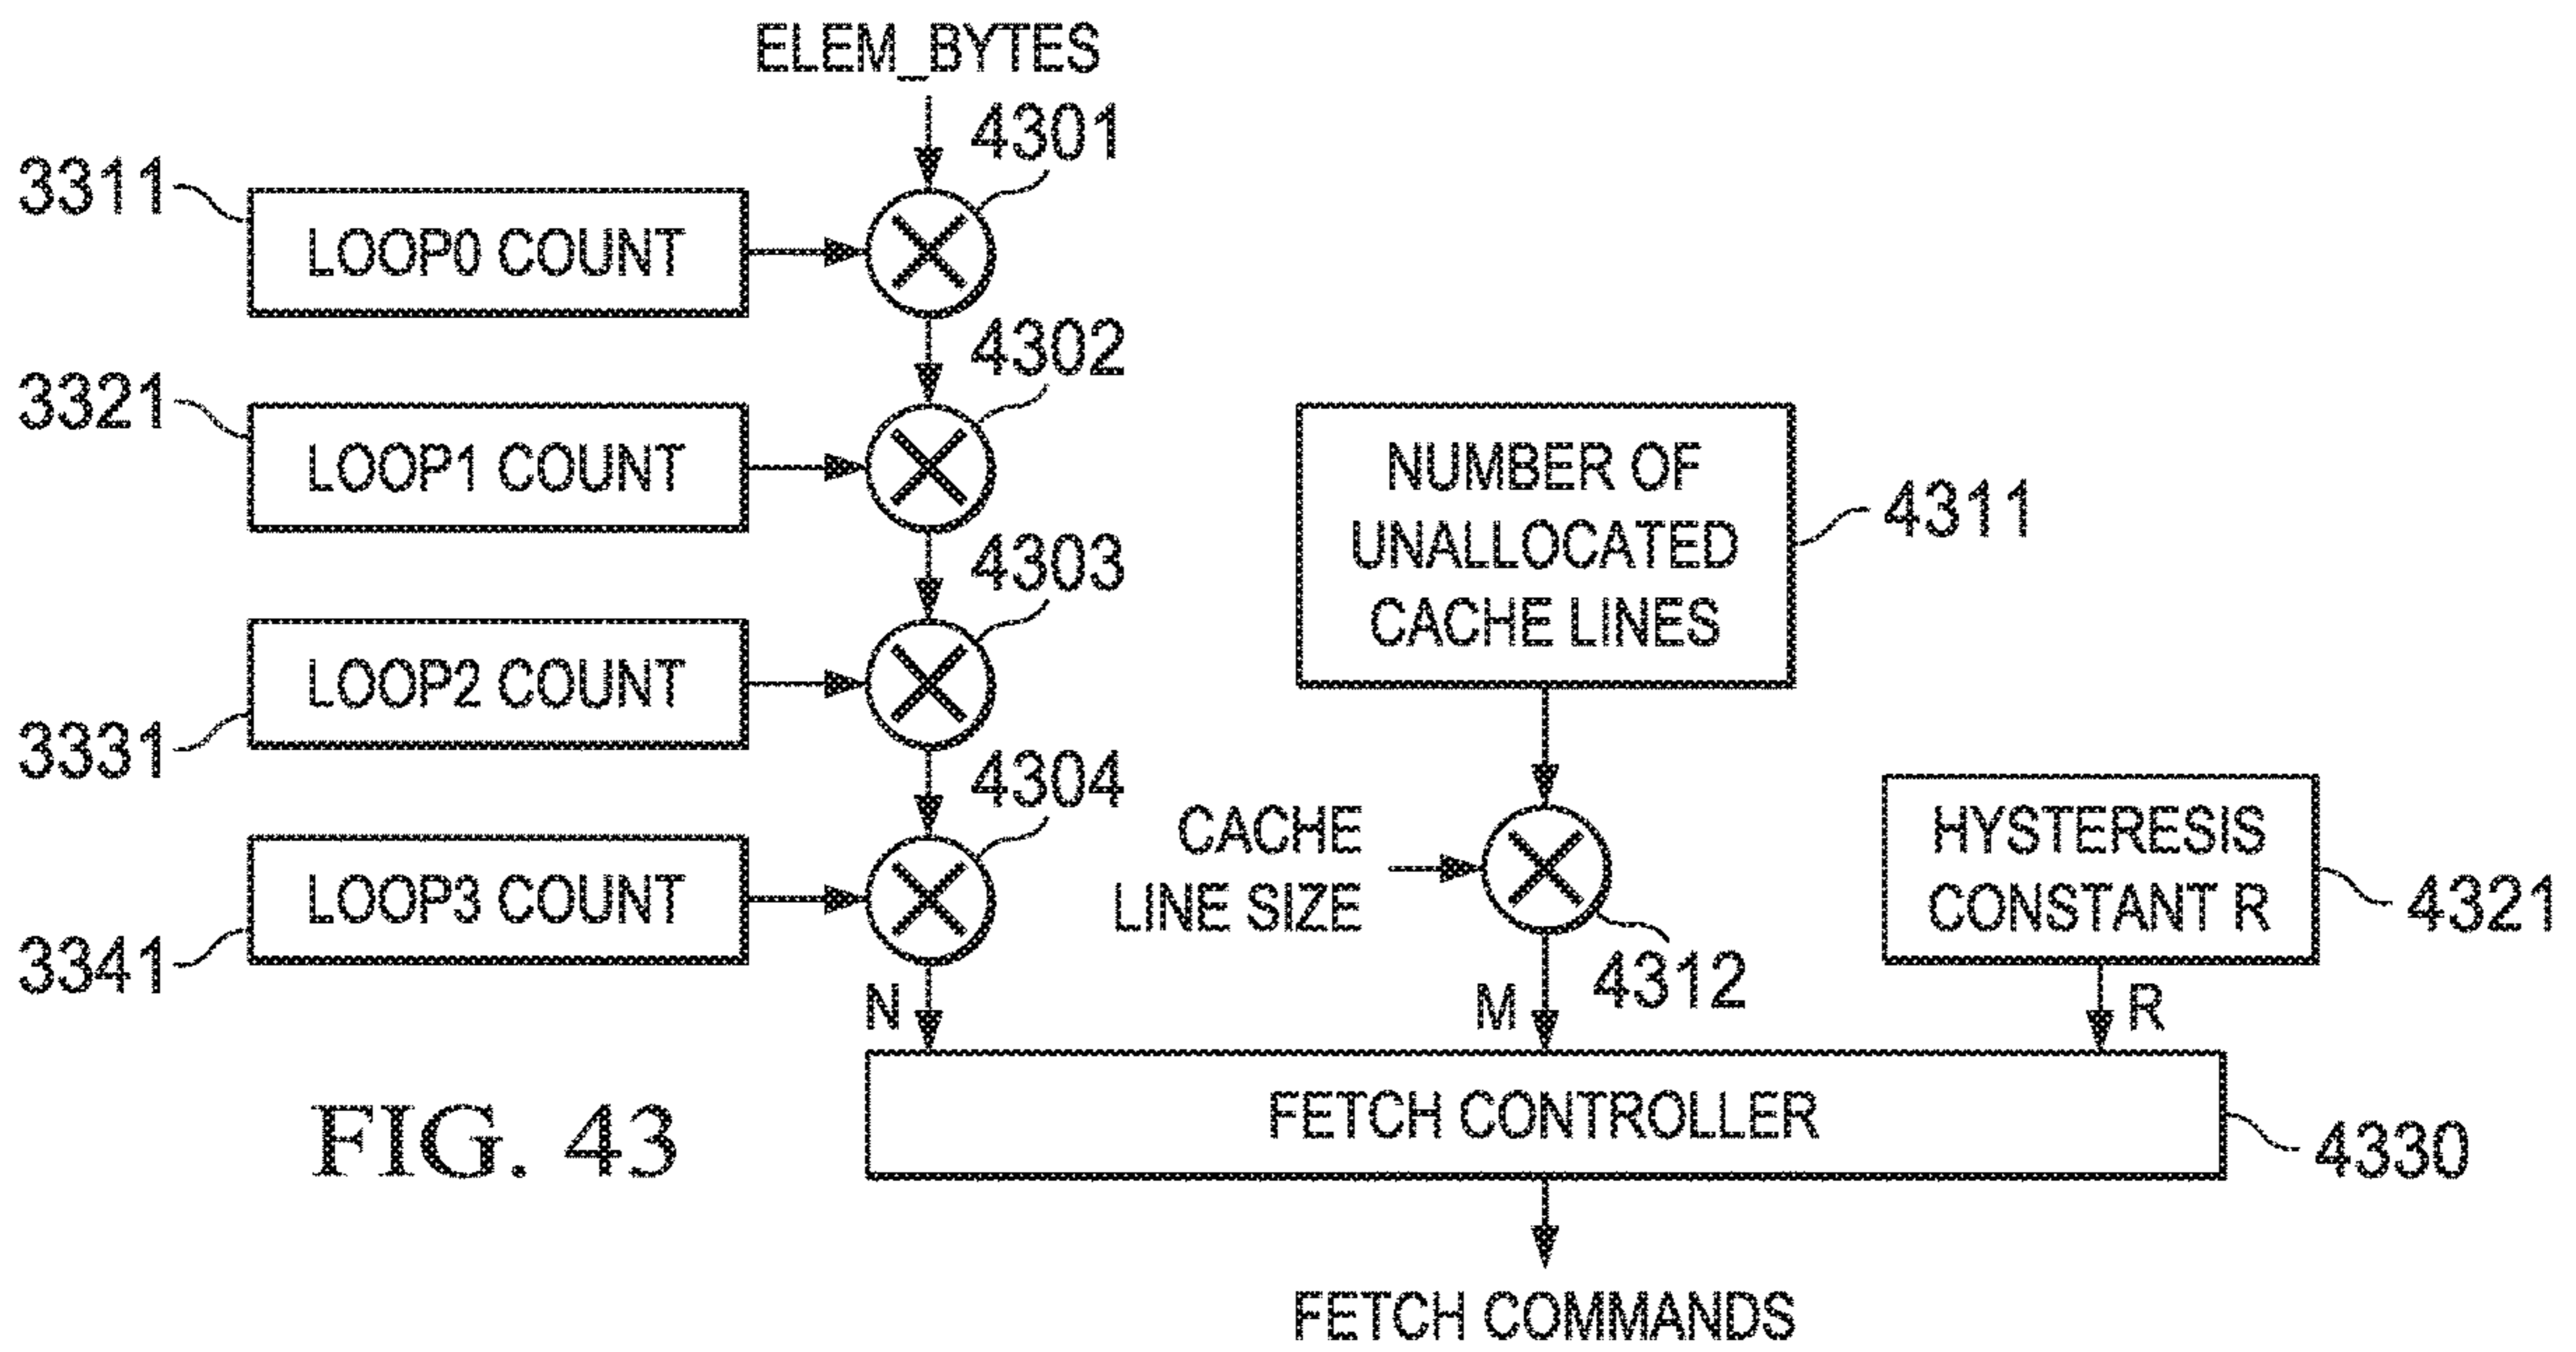 ELEM_BYTES
4301
3311
LOOP0 COUNT
4302
3321
LOOP1 COUNT
4303
LOOP2 COUNT
3331
4304
LOOP3 COUNT
3341
NUMBER OF
UNALLOCATED
CACHE LINES
4311
CACHE
LINE SIZE
4312
HYSTERESIS
CONSTANT R
4321
N
M
R
FETCH CONTROLLER
4330
FETCH COMMANDS
FIG. 43